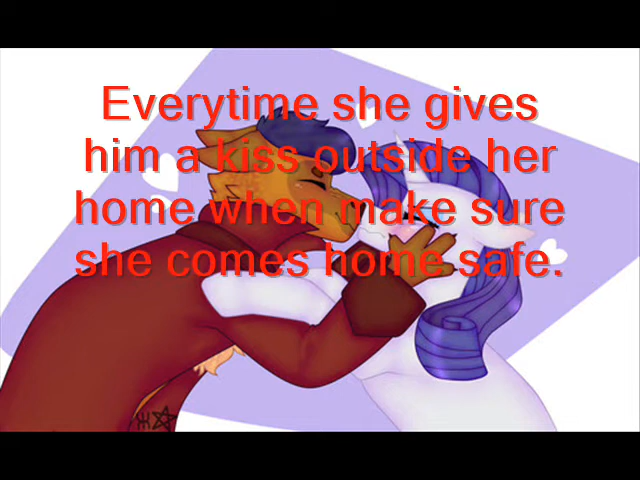 Everytime she gives
him a kiss outside her
home when make sure
she comes home safe.